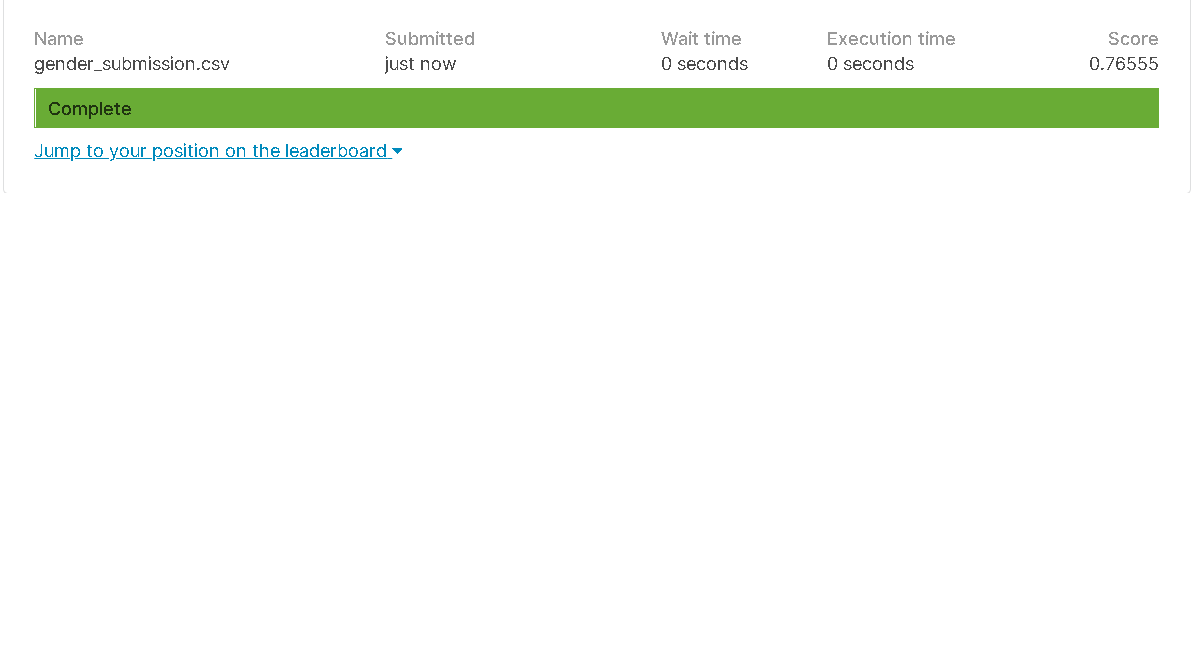 Name Submitted Wait time Execution time Score
gender_submission.csv just now 0 seconds 0 seconds 0.76555
Complete
Jump to your position on the leaderboard